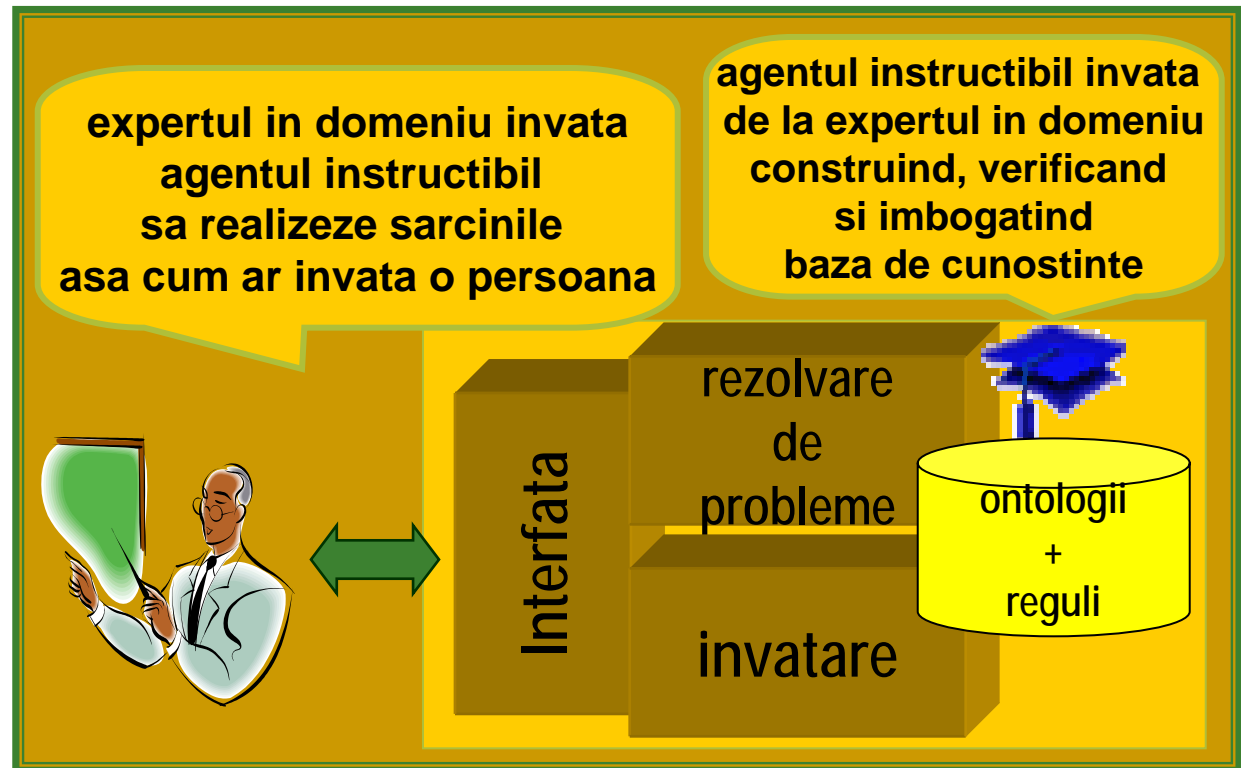 expertul in domeniu invata
agentul instructibil
sa realizeze sarcinile
asa cum ar invata o persoana
agentul instructibil invata
de la expertul in domeniu
construind, verificand
si imbogatind
baza de cunostinte
Interfata
rezolvare
de
probleme
invatare
ontologii
+
reguli